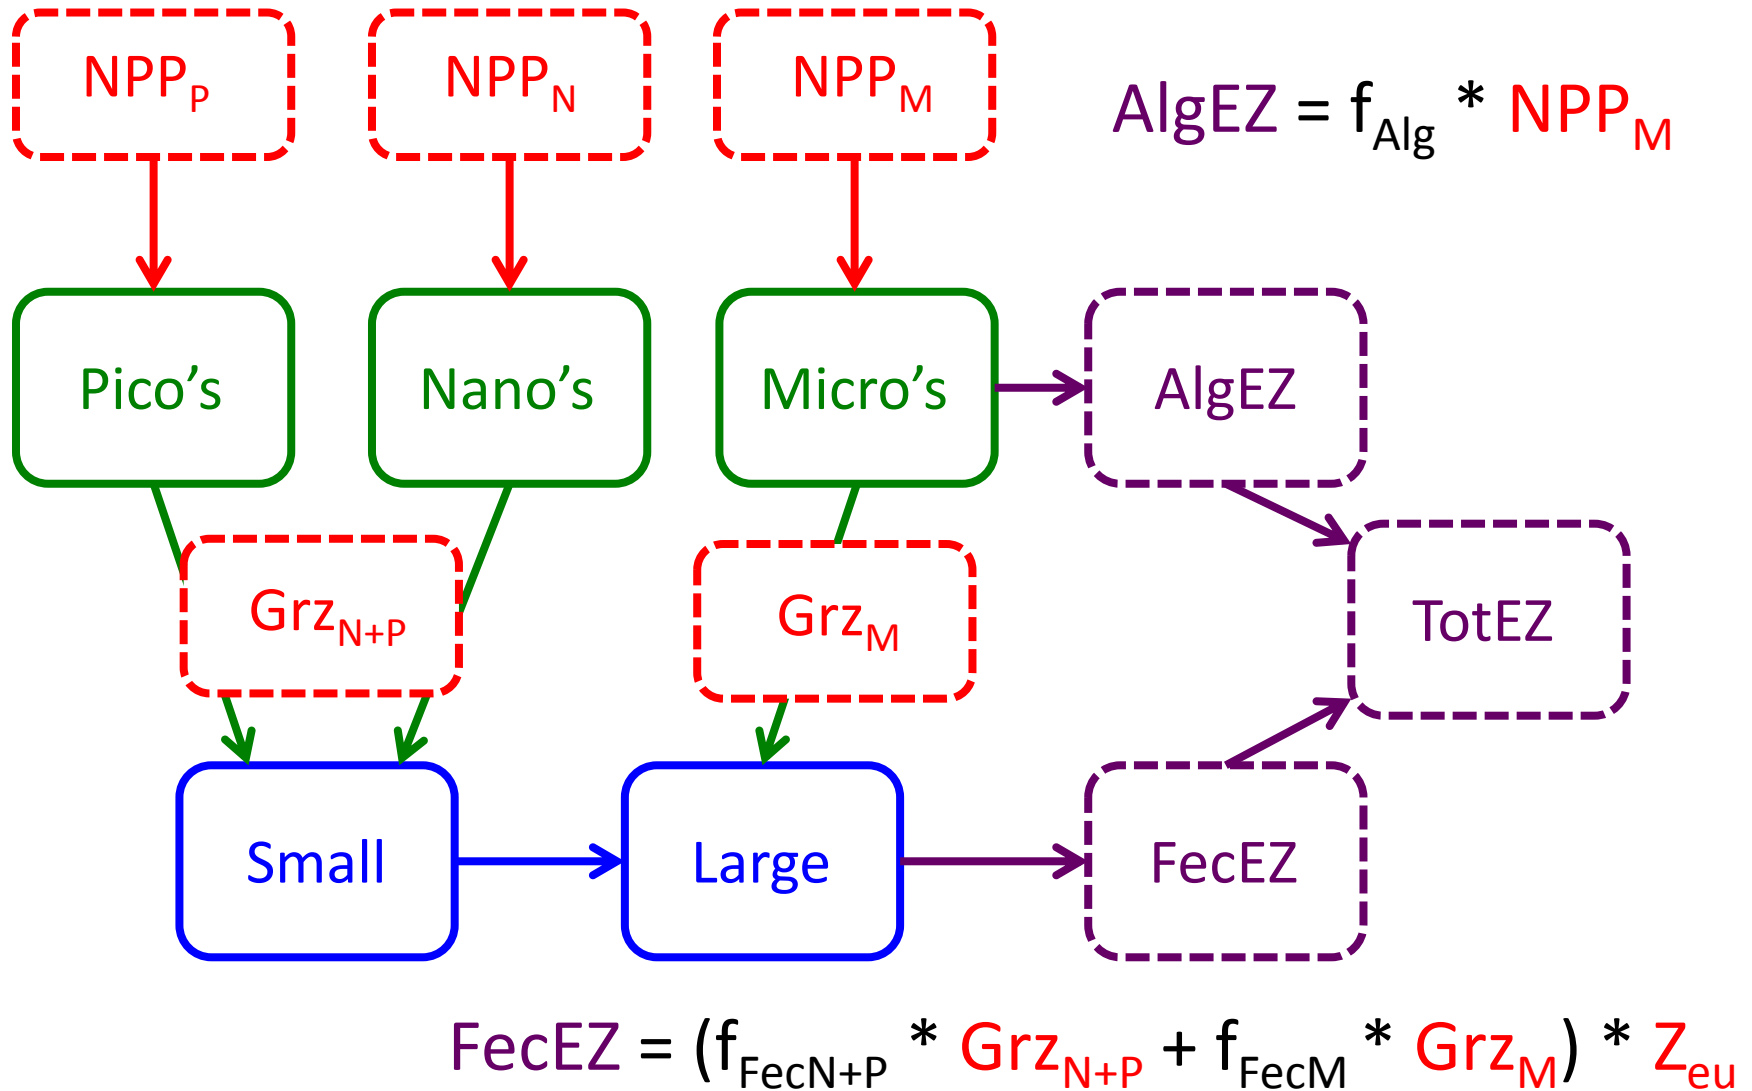 NPP_P
NPP_N
NPP_M
AlgEZ = f_Alg * NPP_M
Pico’s
Nano’s
Micro’s
AlgEZ
Grz_N+P
Grz_M
TotEZ
Small
Large
FecEZ
FecEZ = (f_FecN+P * Grz_N+P + f_FecM * Grz_M) * Z_eu